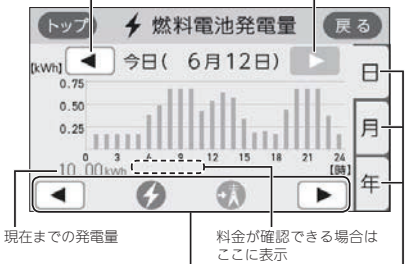 トップ 燃料電池発電量 戻る
[kWh] 今日( 6月12日) 日
0.75
0.50
0.25
月
0 3 6 9 12 15 18 21 24
[時]
10.00kWh
年
現在までの発電量
料金が確認できる場合は
ここに表示